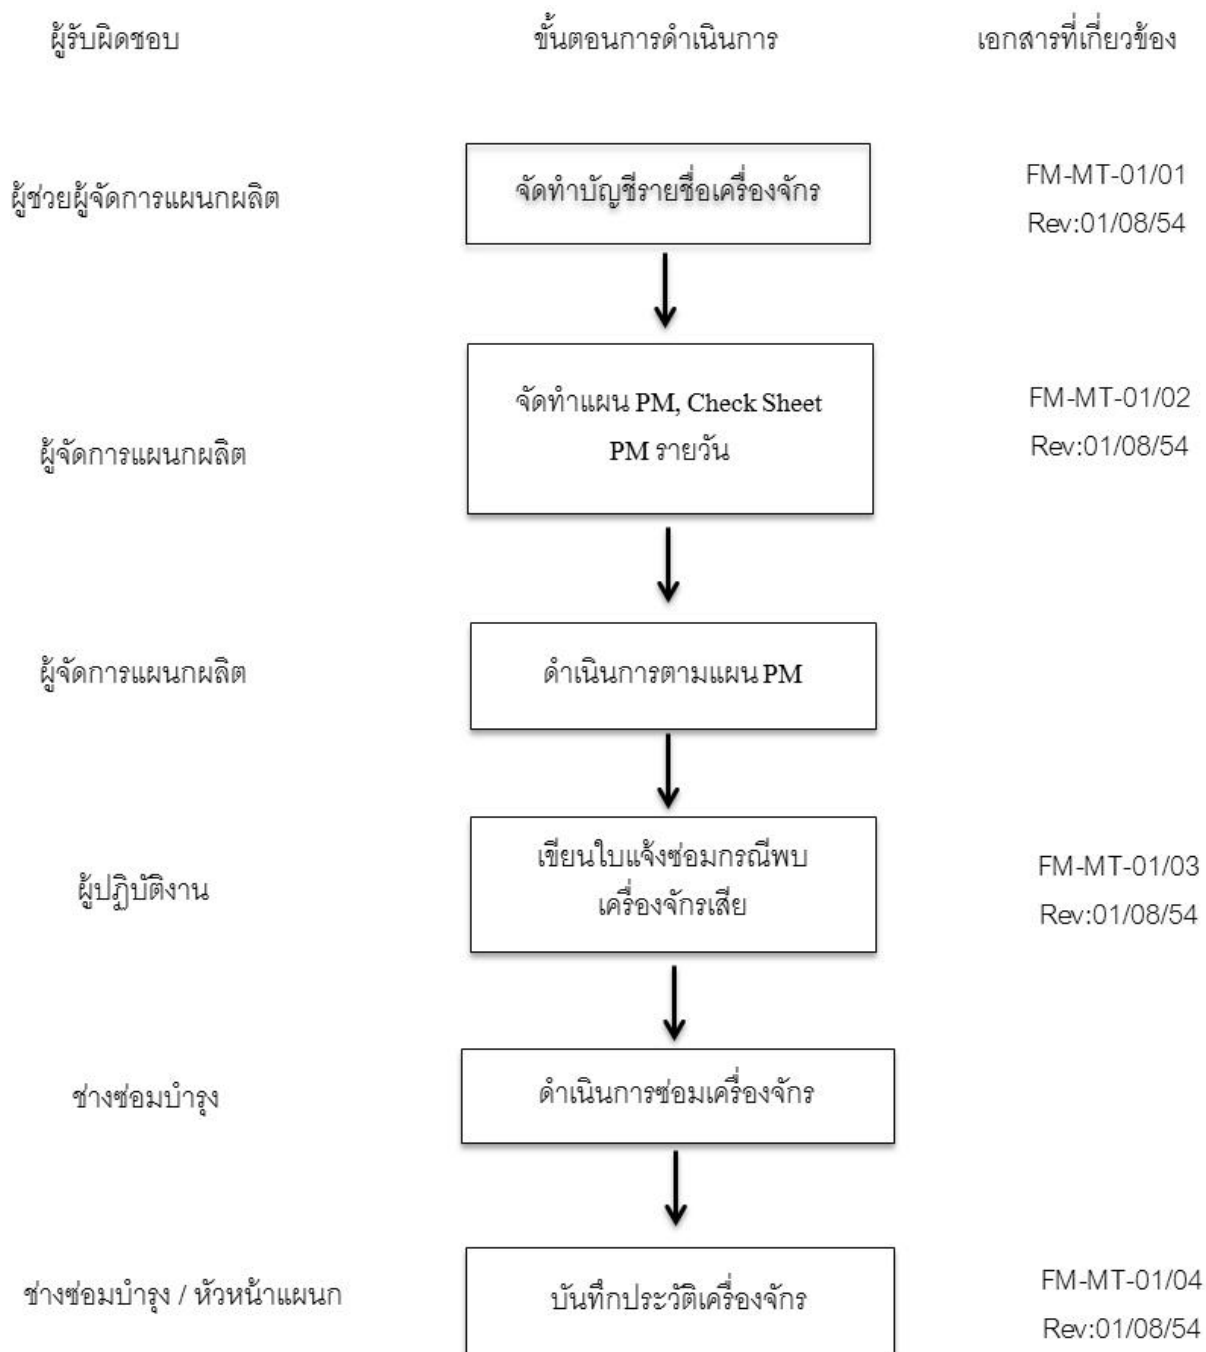 ผู้รับผิดชอบ
ขั้นตอนการดำเนินการ
เอกสารที่เกี่ยวข้อง
ผู้ช่วยผู้จัดการแผนกผลิต
จัดทำบัญชีรายชื่อเครื่องจักร
FM-MT-01/01
Rev:01/08/54
ผู้จัดการแผนกผลิต
จัดทำแผน PM, Check Sheet
PM รายวัน
FM-MT-01/02
Rev:01/08/54
ผู้จัดการแผนกผลิต
ดำเนินการตามแผน PM
ผู้ปฏิบัติงาน
เขียนใบแจ้งซ่อมกรณีพบ
เครื่องจักรเสีย
FM-MT-01/03
Rev:01/08/54
ช่างซ่อมบำรุง
ดำเนินการซ่อมเครื่องจักร
ช่างซ่อมบำรุง / หัวหน้าแผนก
บันทึกประวัติเครื่องจักร
FM-MT-01/04
Rev:01/08/54